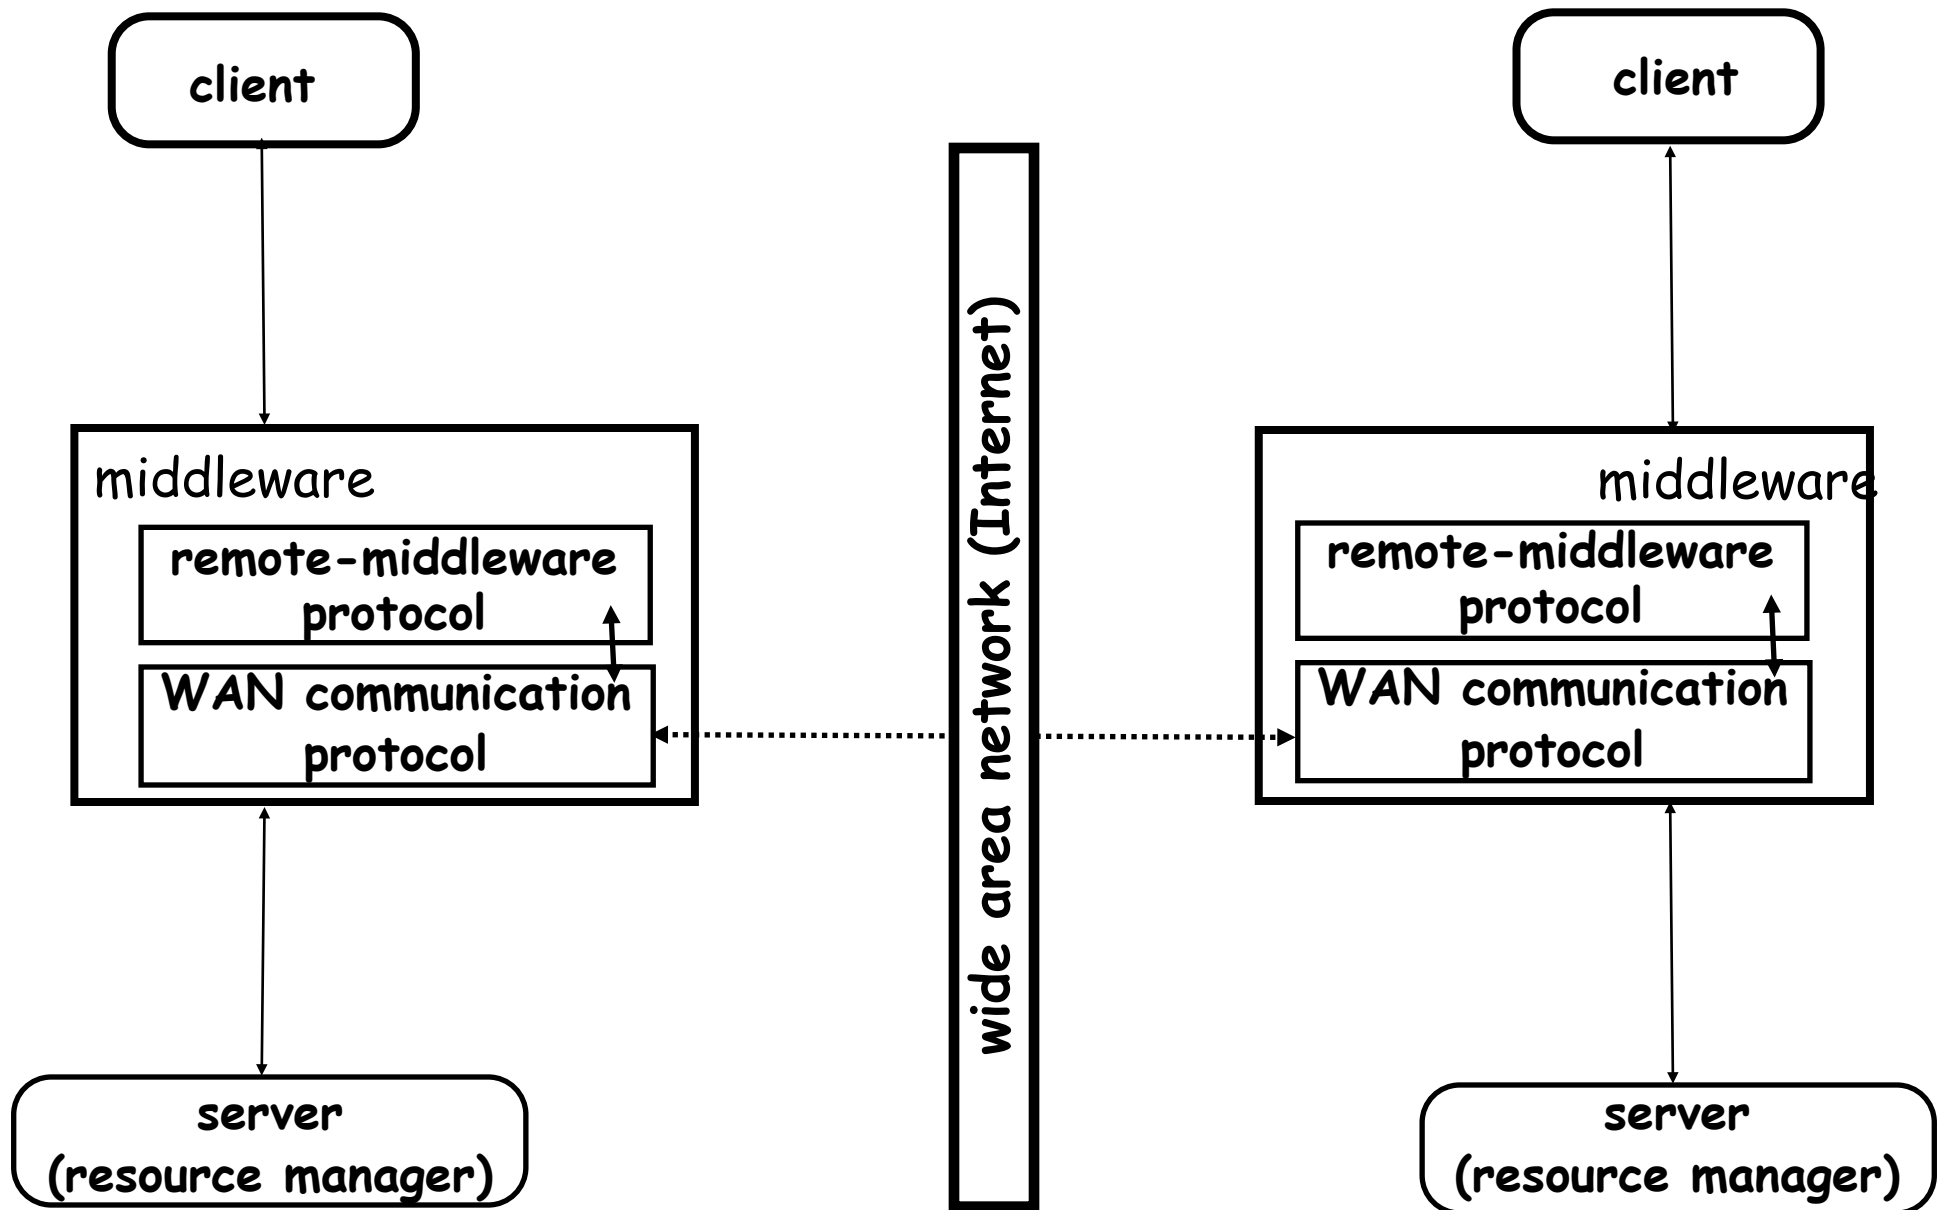 client
middleware
remote-middleware
protocol
WAN communication
protocol
server
(resource manager)
wide area network (Internet)
client
middleware
remote-middleware
protocol
WAN communication
protocol
server
(resource manager)